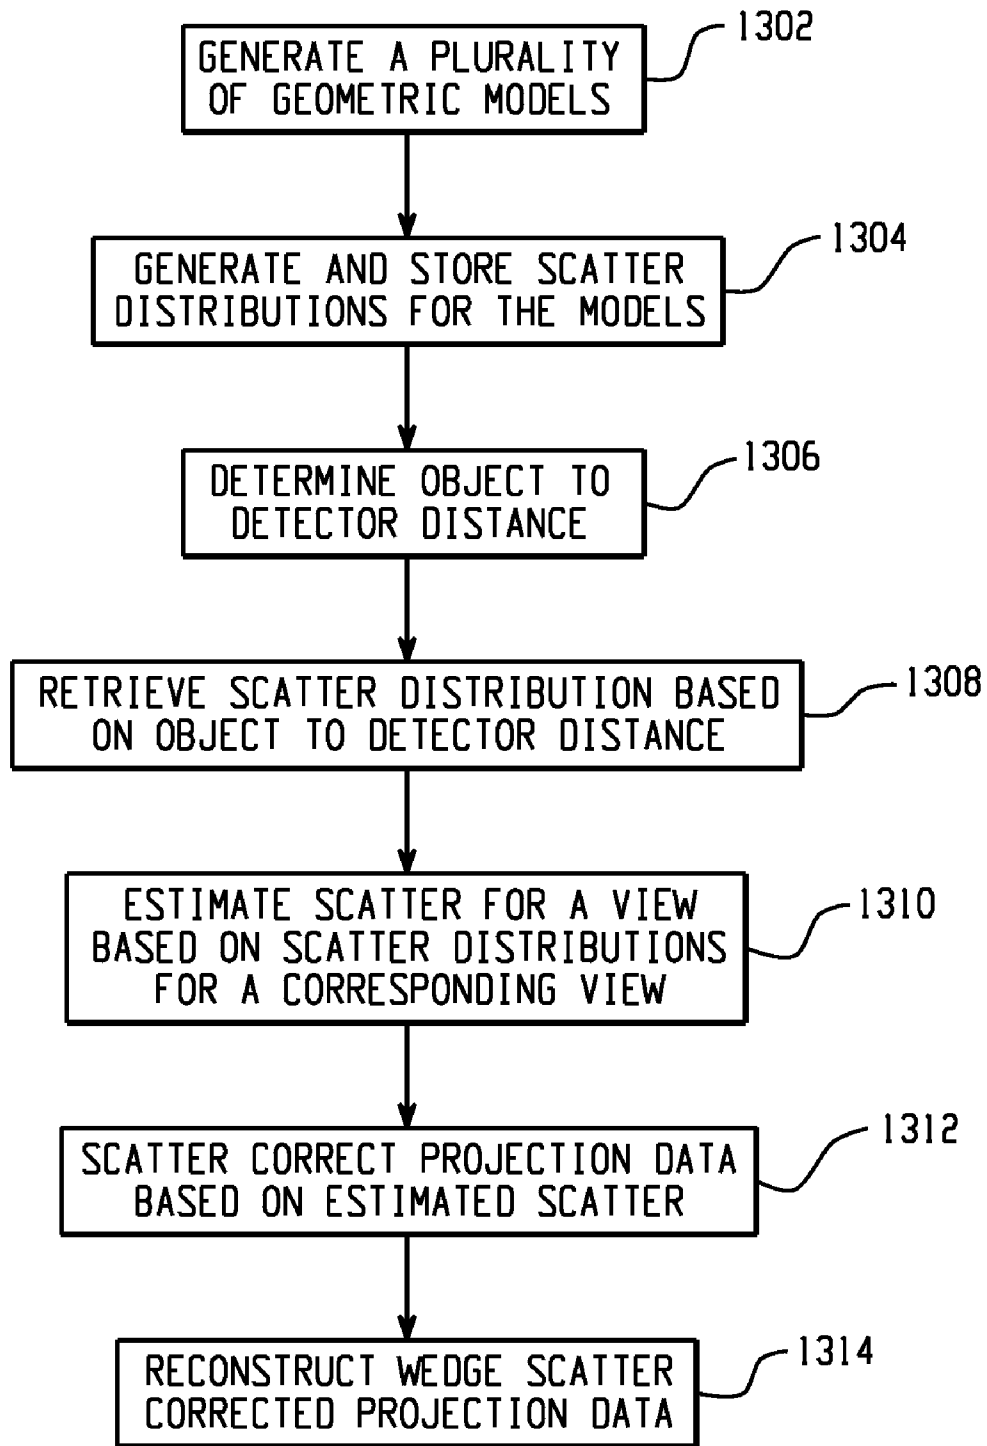 1302
GENERATE A PLURALITY
OF GEOMETRIC MODELS
1304
GENERATE AND STORE SCATTER
DISTRIBUTIONS FOR THE MODELS
1306
DETERMINE OBJECT TO
DETECTOR DISTANCE
1308
RETRIEVE SCATTER DISTRIBUTION BASED
ON OBJECT TO DETECTOR DISTANCE
1310
ESTIMATE SCATTER FOR A VIEW
BASED ON SCATTER DISTRIBUTIONS
FOR A CORRESPONDING VIEW
1312
SCATTER CORRECT PROJECTION DATA
BASED ON ESTIMATED SCATTER
1314
RECONSTRUCT WEDGE SCATTER
CORRECTED PROJECTION DATA